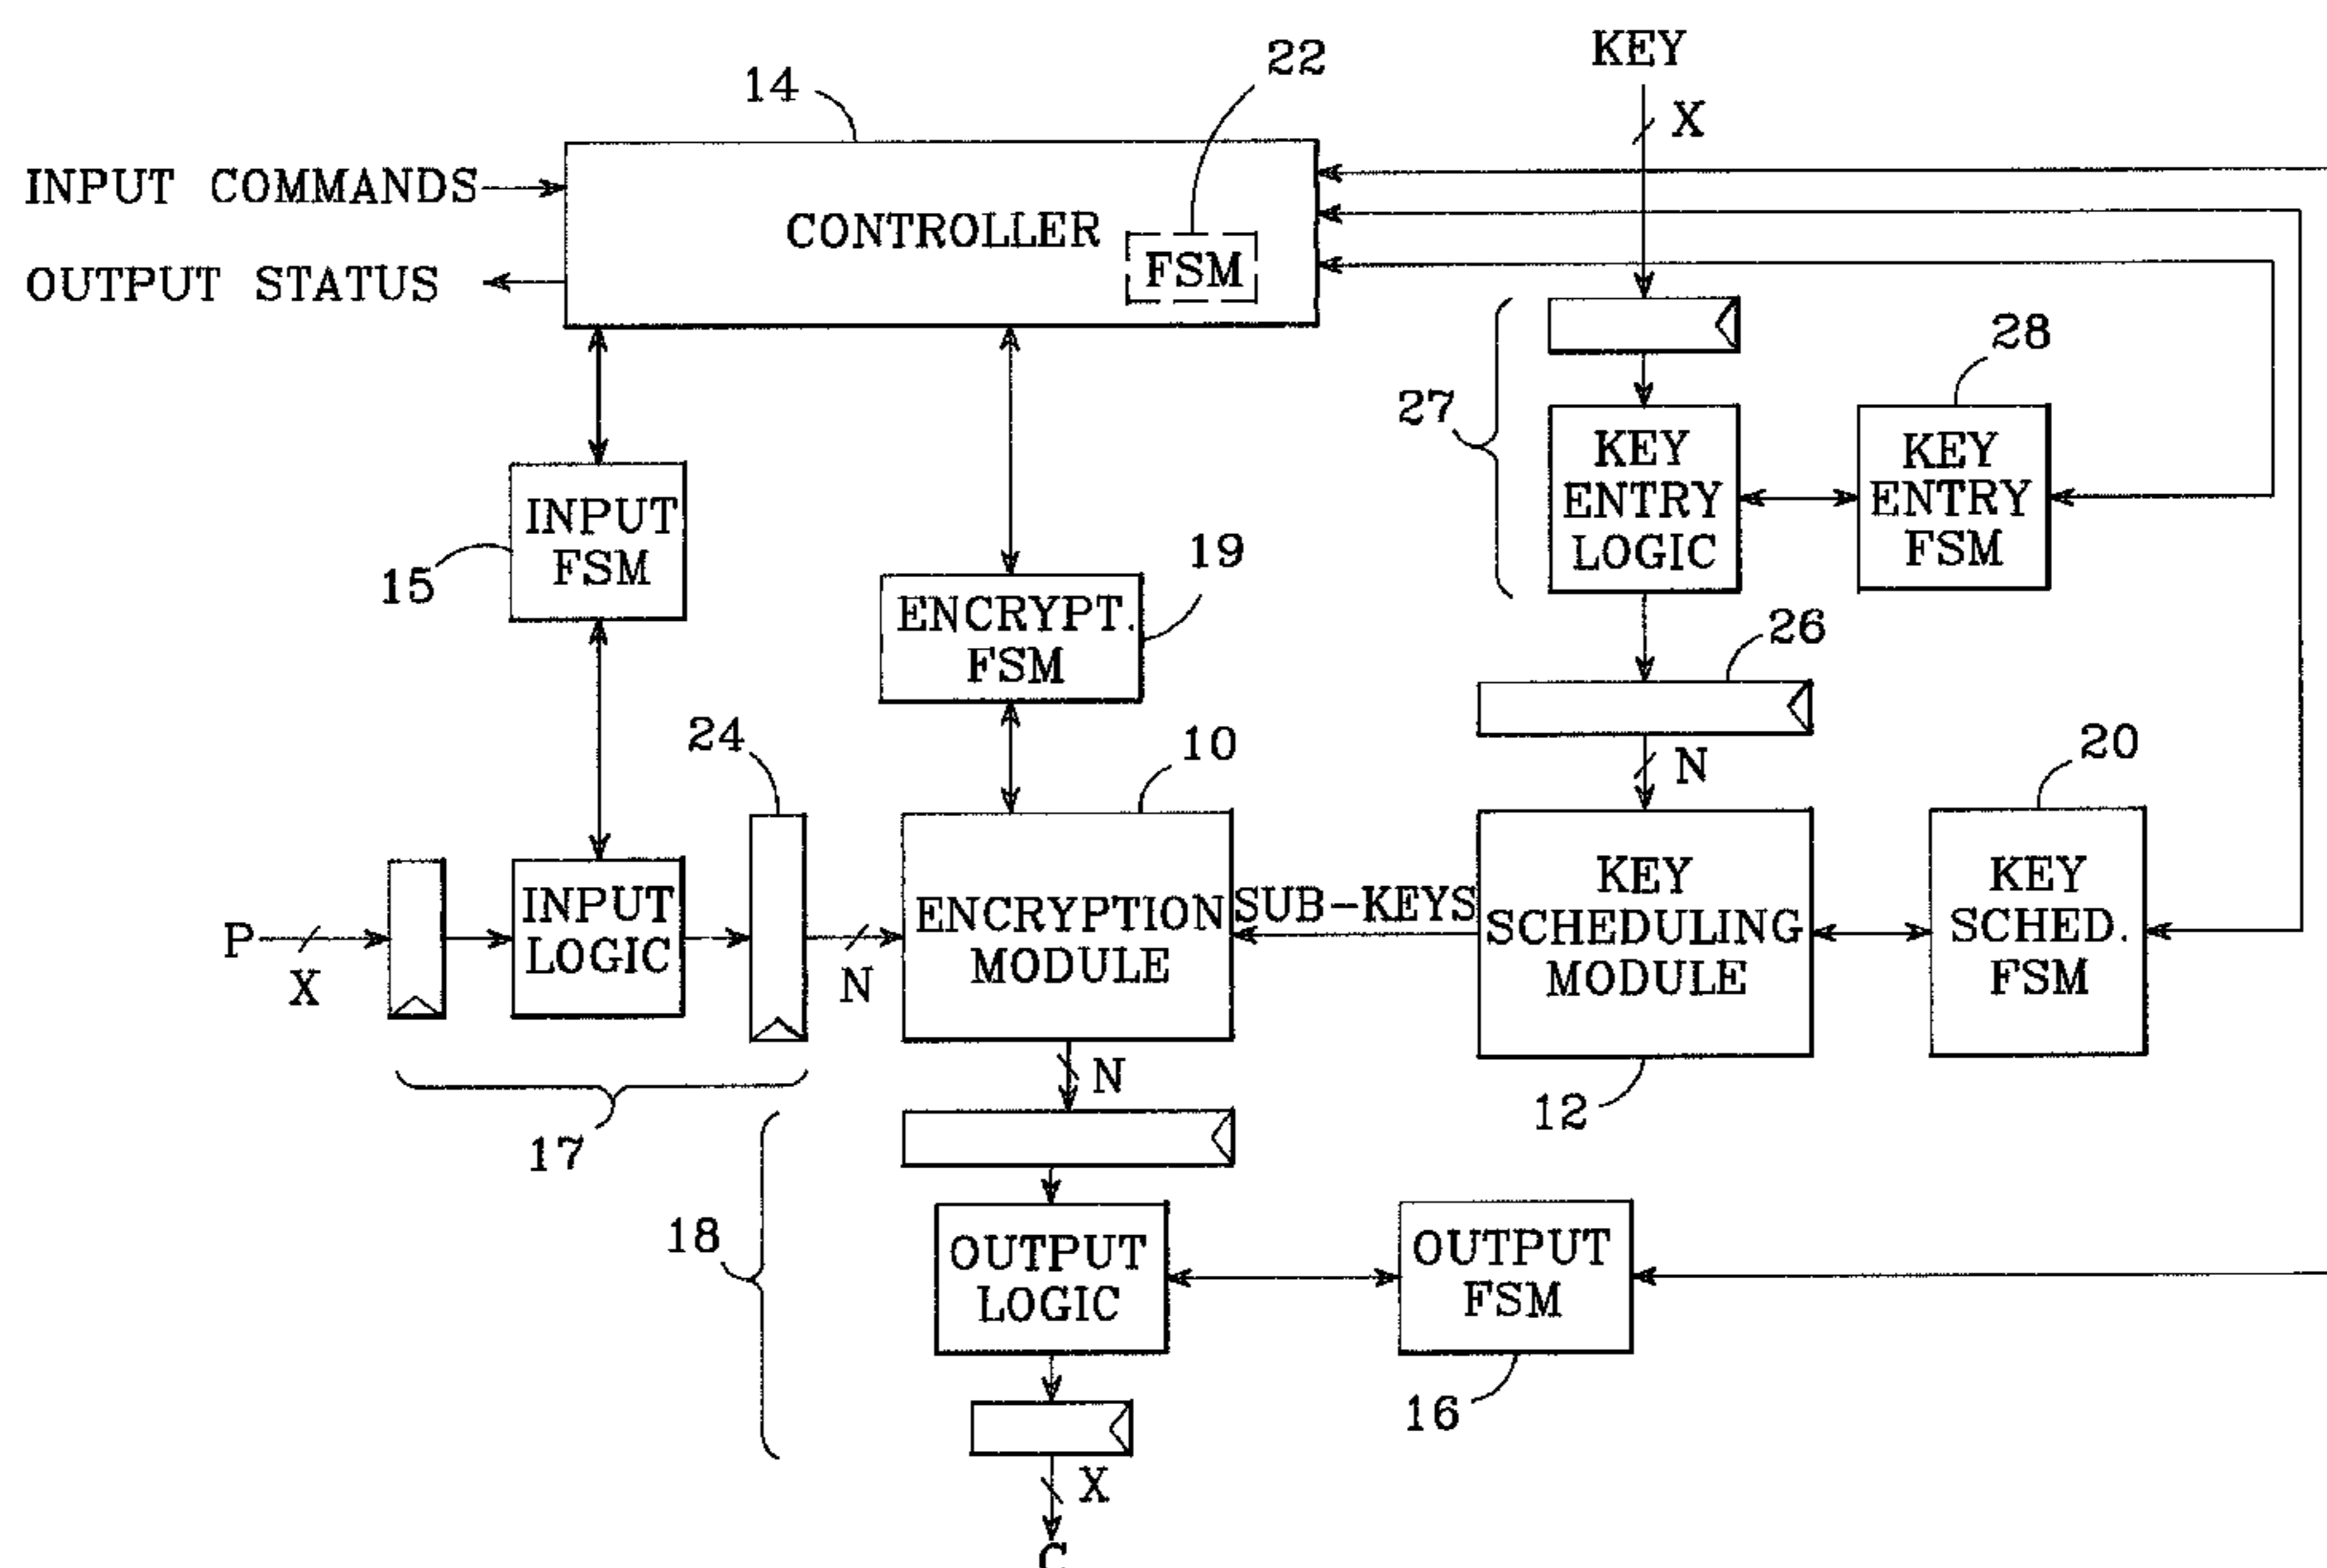 KEY
22
14
X
INPUT COMMANDS
CONTROLLER
FSM
OUTPUT STATUS
28
27
KEY
ENTRY
LOGIC
KEY
ENTRY
FSM
INPUT
FSM
15
19
ENCRYPT.
FSM
26
24
10
N
20
P
X
INPUT
LOGIC
N
ENCRYPTION
MODULE
SUB-KEYS
KEY
SCHEDULING
MODULE
KEY
SCHED.
FSM
N
12
17
18
OUTPUT
LOGIC
OUTPUT
FSM
16
X
C